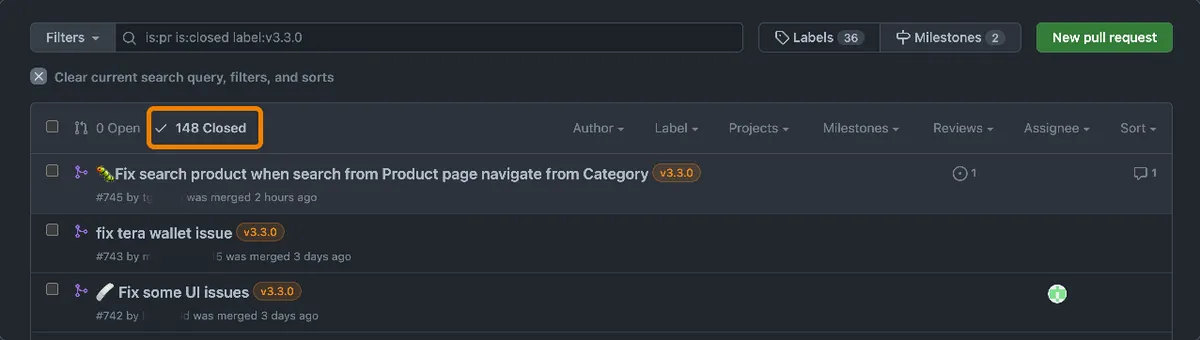 Filters is:pr is:closed label:v3.3.0 Labels 36 Milestones 2 New pull request
Clear current search query, filters, and sorts
0 Open 148 Closed Author Label Projects Milestones Reviews Assignee Sort
Fix search product when search from Product page navigate from Category v3.3.0 1 1
#745 by was merged 2 hours ago
fix tera wallet issue v3.3.0
#743 by was merged 3 days ago
Fix some UI issues v3.3.0
#742 by was merged 3 days ago